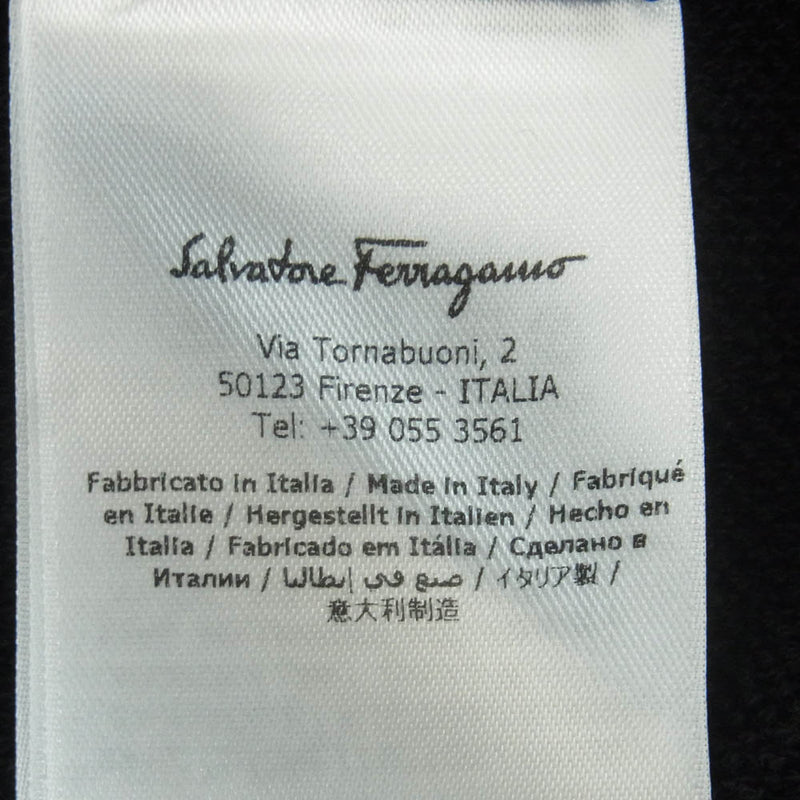 Salvatore Ferragamo
Via Tornabuoni, 2
50123 Firenze - ITALIA
Tel: +39 055 3561
Fabbricato in Italia / Made in Italy / Fabriqué
en Italie / Hergestellt in Italien / Hecho en
Italia / Fabricado em Itália / Сделано в
Италии / صنع في إيطاليا / イタリア製 /
意大利制造